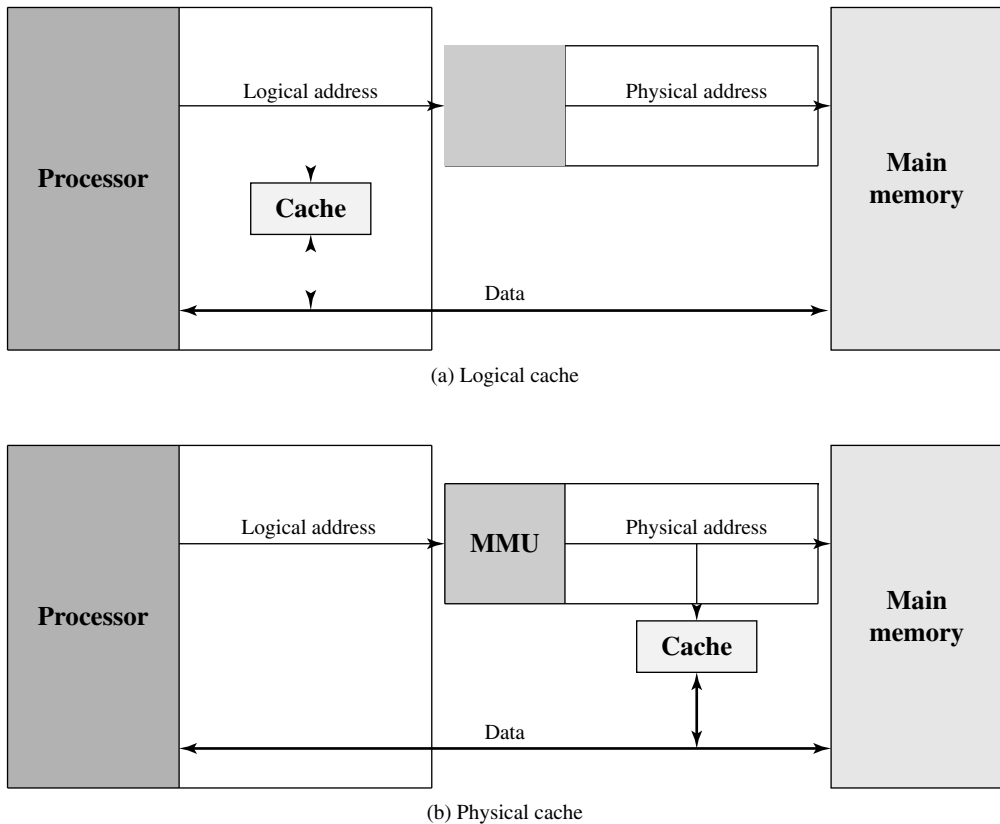 Logical address
Physical address
Processor
Cache
Main
memory
Data
(a) Logical cache
Logical address
MMU
Physical address
Processor
Cache
Main
memory
Data
(b) Physical cache